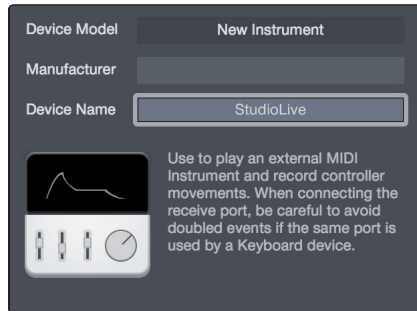 Device Model New Instrument
Manufacturer
Device Name StudioLive
Use to play an external MIDI
Instrument and record controller
movements. When connecting the
receive port, be careful to avoid
doubled events if the same port is
used by a Keyboard device.